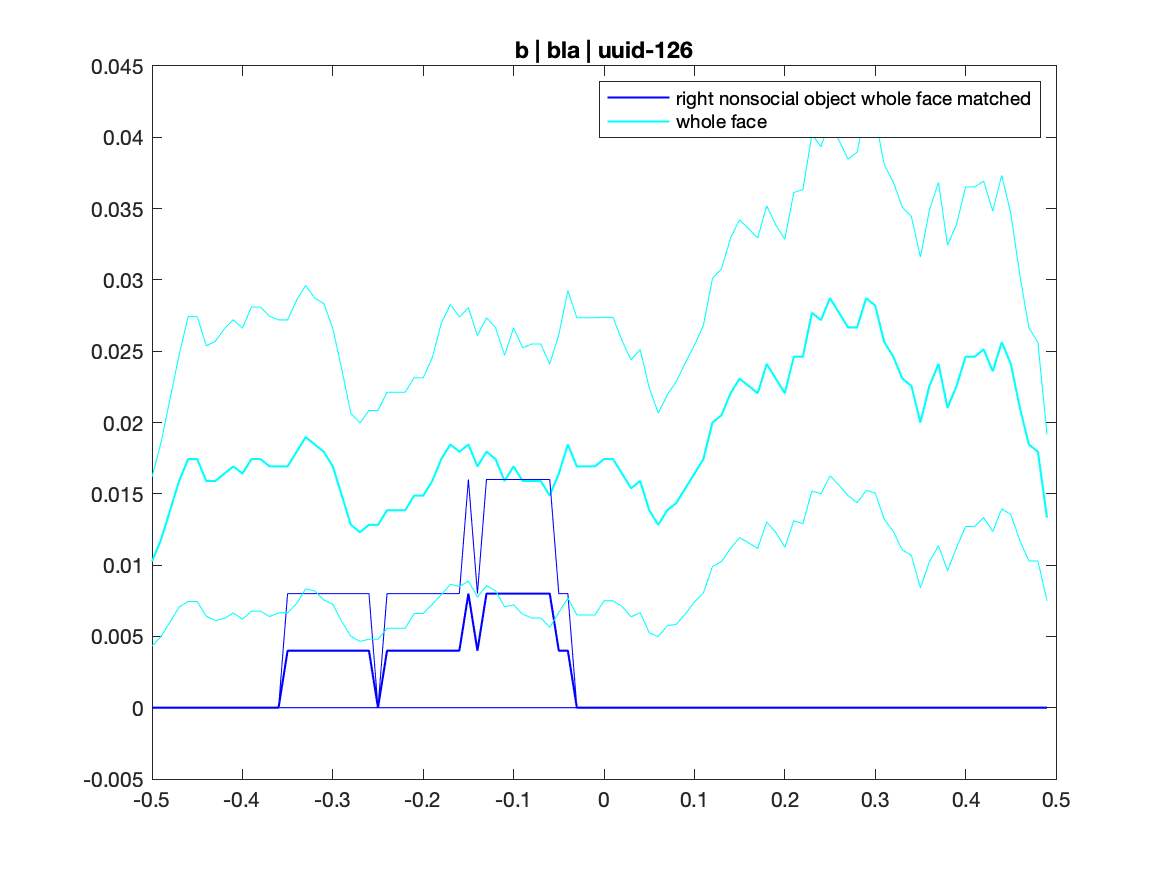 b | bla | uuid-126
0.045
0.04
0.035
0.03
0.025
0.02
0.015
0.01
0.005
0
-0.005
right nonsocial object whole face matched
whole face
-0.5 -0.4 -0.3 -0.2 -0.1 0 0.1 0.2 0.3 0.4 0.5